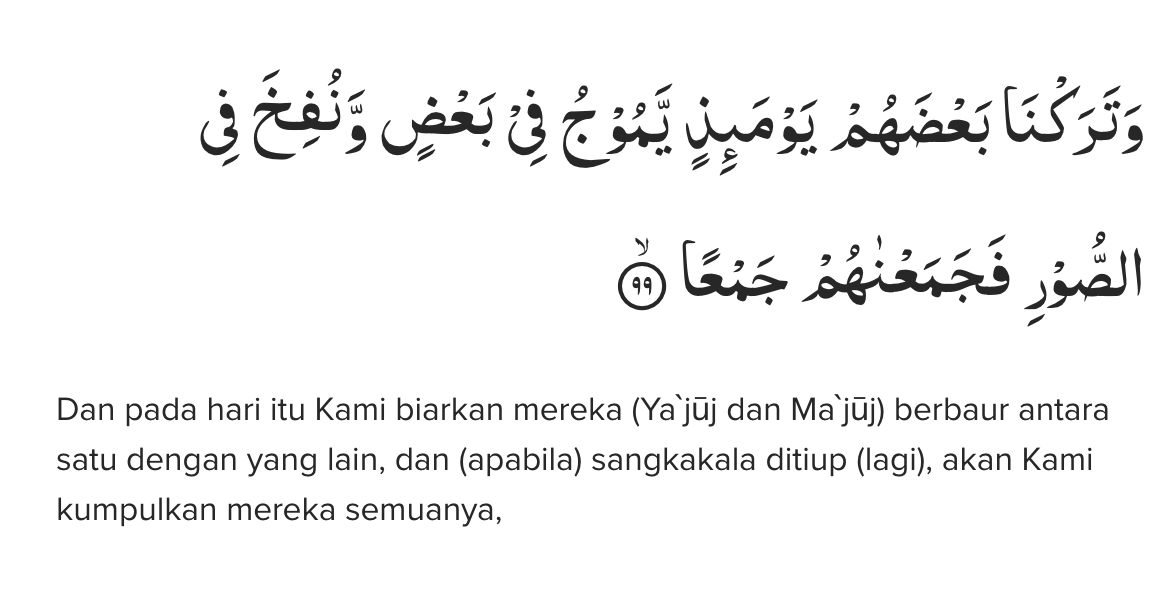 وَتَرَكْنَا بَعْضَهُمْ يَوْمَىِٕذٍ يَّمُوْجُ فِيْ بَعْضٍ وَّنُفِخَ فِى
الصُّوْرِ فَجَمَعْنٰهُمْ جَمْعًا ۙ ٩٩
Dan pada hari itu Kami biarkan mereka (Ya`jūj dan Ma`jūj) berbaur antara
satu dengan yang lain, dan (apabila) sangkakala ditiup (lagi), akan Kami
kumpulkan mereka semuanya,